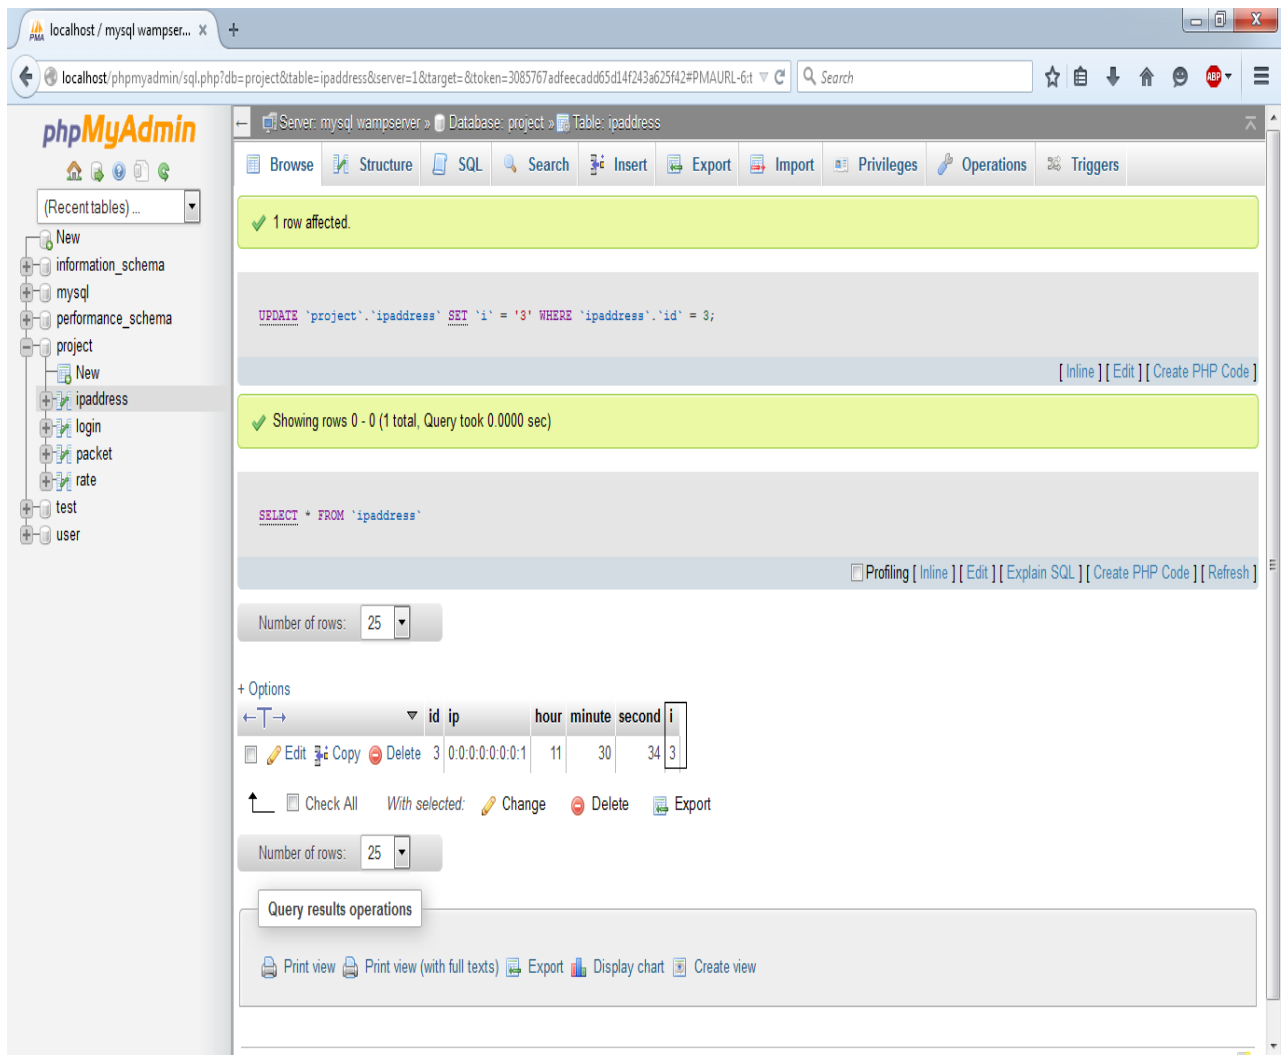 PMA localhost / mysql wampser... x +
localhost/phpmyadmin/sql.php?db=project&table=ipaddress&server=1&target=&token=3085767adfeecadd65d14f243a625f42#PMAURL-6:t
Search
ABP
phpMyAdmin
(Recent tables) ...
New
information_schema
mysql
performance_schema
project
New
ipaddress
login
packet
rate
test
user
Server: mysql wampserver » Database: project » Table: ipaddress
Browse Structure SQL Search Insert Export Import Privileges Operations Triggers
1 row affected.
UPDATE `project`.`ipaddress` SET `i` = '3' WHERE `ipaddress`.`id` = 3;
[ Inline ] [ Edit ] [ Create PHP Code ]
Showing rows 0 - 0 (1 total, Query took 0.0000 sec)
SELECT * FROM `ipaddress`
Profiling [ Inline ] [ Edit ] [ Explain SQL ] [ Create PHP Code ] [ Refresh ]
Number of rows: 25
+ Options
←T→ id ip hour minute second i
Edit Copy Delete 3 0:0:0:0:0:0:0:1 11 30 34 3
Check All With selected: Change Delete Export
Number of rows: 25
Query results operations
Print view Print view (with full texts) Export Display chart Create view